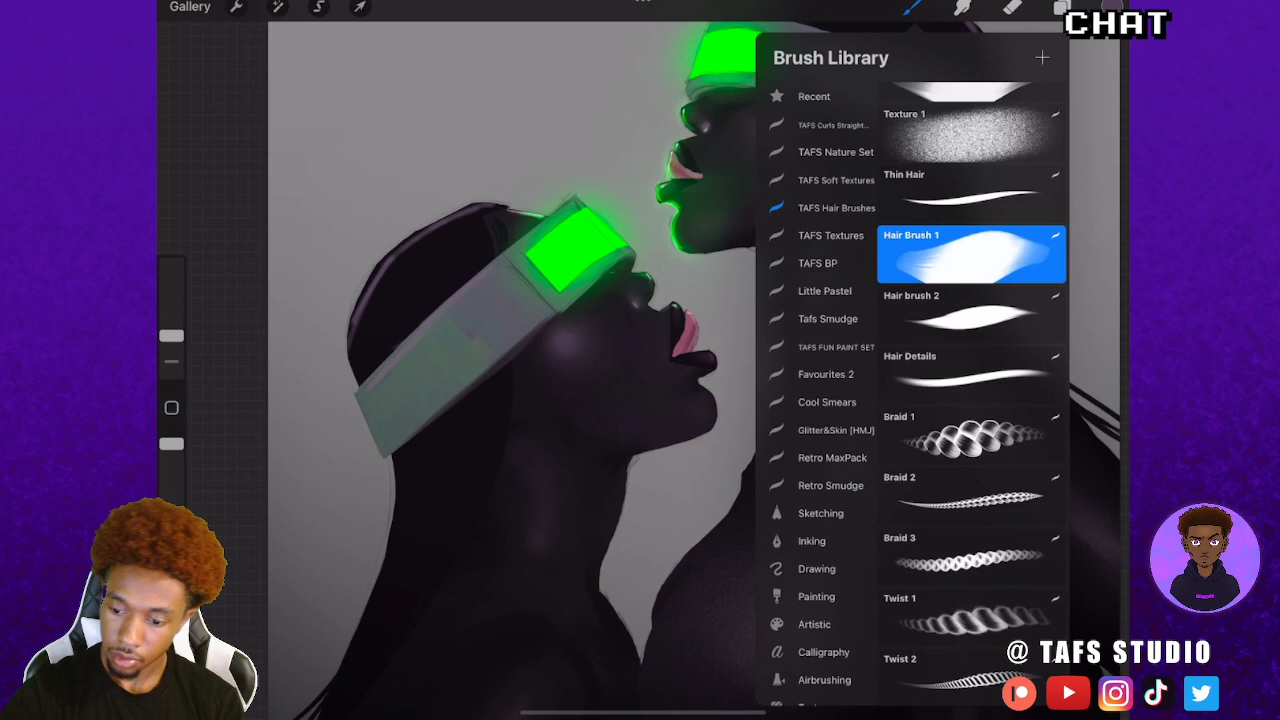 Gallery
CHAT
Brush Library
Recent
TAFS Curls Straight...
TAFS Nature Set
TAFS Soft Textures
TAFS Hair Brushes
TAFS Textures
TAFS BP
Little Pastel
Tafs Smudge
TAFS FUN PAINT SET
Favourites 2
Cool Smears
Glitter&Skin [HMJ]
Retro MaxPack
Retro Smudge
Sketching
Inking
Drawing
Painting
Artistic
Calligraphy
Airbrushing
Texture 1
Thin Hair
Hair Brush 1
Hair brush 2
Hair Details
Braid 1
Braid 2
Braid 3
Twist 1
Twist 2
@ TAFS STUDIO